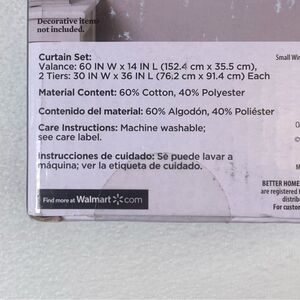 Decorative item
not included.
Curtain Set:
Valance: 60 IN W x 14 IN L (152.4 cm x 35.5 cm),
2 Tiers: 30 IN W x 36 IN L (76.2 cm x 91.4 cm) Each
Material Content: 60% Cotton, 40% Polyester
Contenido del material: 60% Algodón, 40% Poliéster
Care Instructions: Machine washable;
see care label.
Instrucciones de cuidado: Se puede lavar a
máquina; ver la etiqueta de cuidado.
Find more at Walmart.com
Small Win
©
M
BETTER HOME
are registered t
distrib
For custo